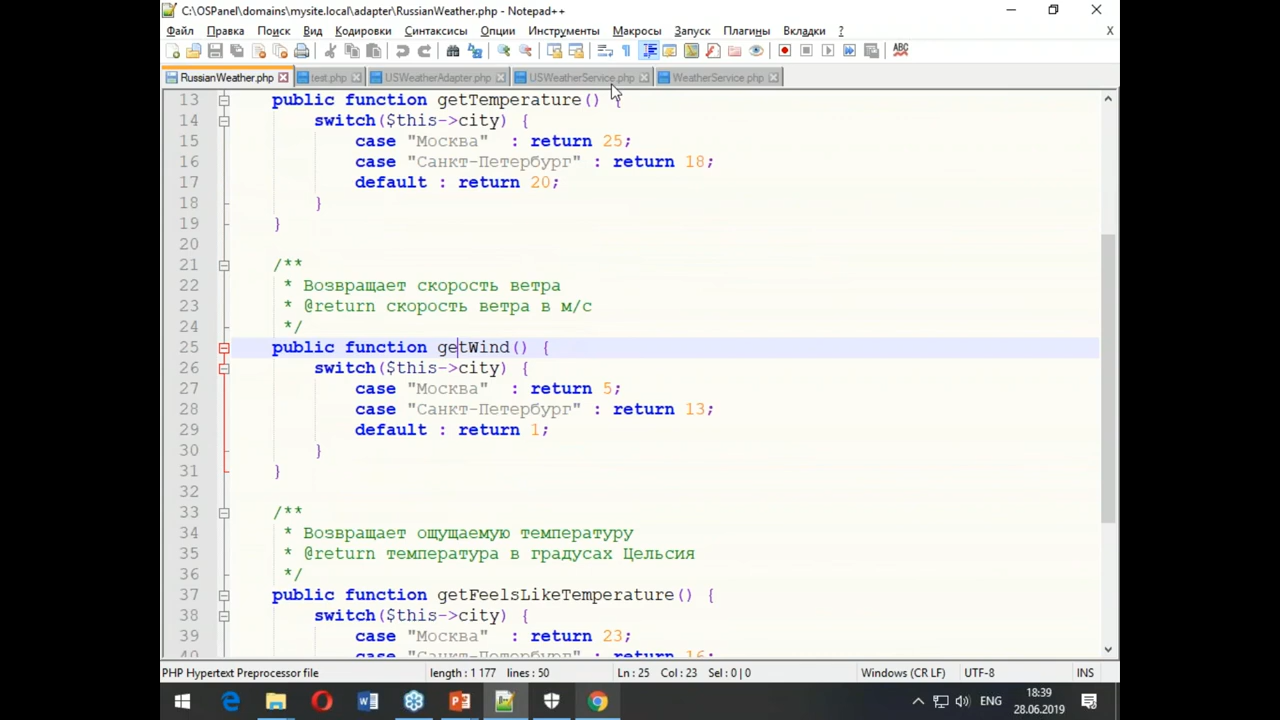 C:\OSPanel\domains\mysite.local\adapter\RussianWeather.php - Notepad++
Файл Правка Поиск Вид Кодировки Синтаксисы Опции Инструменты Макросы Запуск Плагины Вкладки ?
RussianWeather.php test.php USWeatherAdapter.php USWeatherService.php WeatherService.php
13 public function getTemperature() {
14 switch($this->city) {
15 case "Москва" : return 25;
16 case "Санкт-Петербург" : return 18;
17 default : return 20;
18 }
19 }
20
21 /**
22 * Возвращает скорость ветра
23 * @return скорость ветра в м/с
24 */
25 public function getWind() {
26 switch($this->city) {
27 case "Москва" : return 5;
28 case "Санкт-Петербург" : return 13;
29 default : return 1;
30 }
31 }
32
33 /**
34 * Возвращает ощущаемую температуру
35 * @return температура в градусах Цельсия
36 */
37 public function getFeelsLikeTemperature() {
38 switch($this->city) {
39 case "Москва" : return 23;
40 case "Санкт-Петербург" : return 16;
PHP Hypertext Preprocessor file length : 1 177 lines : 50 Ln : 25 Col : 23 Sel : 0 | 0 Windows (CR LF) UTF-8 INS
ENG
18:39
28.06.2019